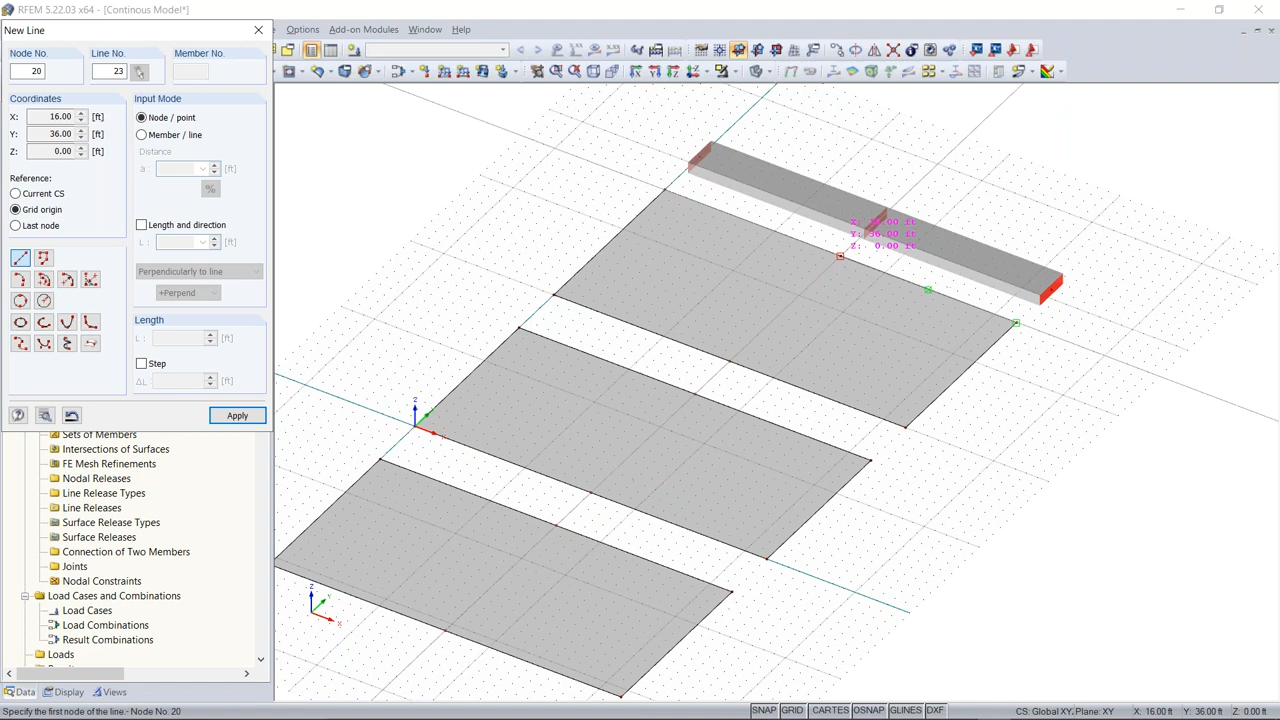 RFEM 5.22.03 x64 - [Continous Model*]
New Line
Options Add-on Modules Window Help
Node No. Line No. Member No.
20 23
Coordinates Input Mode
X: 16.00 [ft] Node / point
Y: 36.00 [ft] Member / line
Z: 0.00 [ft] Distance
a : [ft]
Reference: %
Current CS
Grid origin Length and direction
Last node [ft]
Perpendicularly to line
+Perpend
Length
L : [ft]
Step
ΔL [ft]
Apply
Y: 36.00 ft
Z: 0.00 ft
Sets of Members
Intersections of Surfaces
FE Mesh Refinements
Nodal Releases
Line Release Types
Line Releases
Surface Release Types
Surface Releases
Connection of Two Members
Joints
Nodal Constraints
Load Cases and Combinations
Load Cases
Load Combinations
Result Combinations
Loads
Data Display Views
Specify the first node of the line.- Node No. 20
SNAP GRID CARTES OSNAP GLINES DXF
CS: Global XY, Plane: XY X: 16.00 ft Y: 36.00 ft Z: 0.00 ft